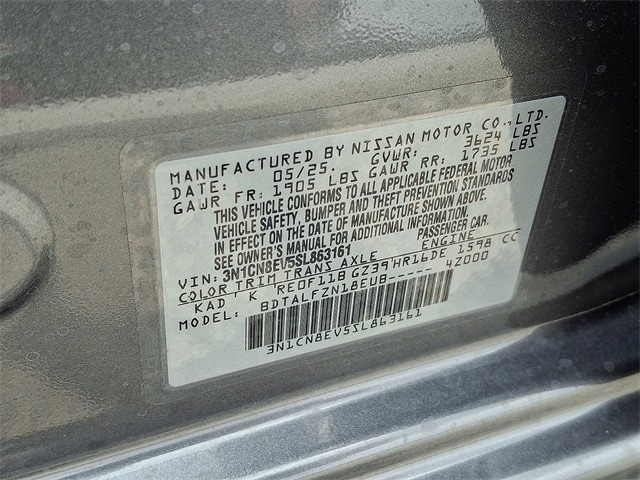 MANUFACTURED BY NISSAN MOTOR CO., LTD.
DATE: 05/25. GVWR: 3624 LBS
GAWR FR: 1905 LBS GAWR RR: 1735 LBS
THIS VEHICLE CONFORMS TO ALL APPLICABLE FEDERAL MOTOR
VEHICLE SAFETY, BUMPER AND THEFT PREVENTION STANDARDS
IN EFFECT ON THE DATE OF MANUFACTURE SHOWN ABOVE.
SEE OWNER'S MANUAL FOR ADDITIONAL INFORMATION.
VIN: 3N1CN8EV5SL863161 PASSENGER CAR.
COLOR TRIM TRANS AXLE ENGINE
KAD K RE0F11B GZ39 HR16DE 1598 CC
MODEL: BDTALFZN18EUB----- 4Z000
3N1CN8EV5SL863161